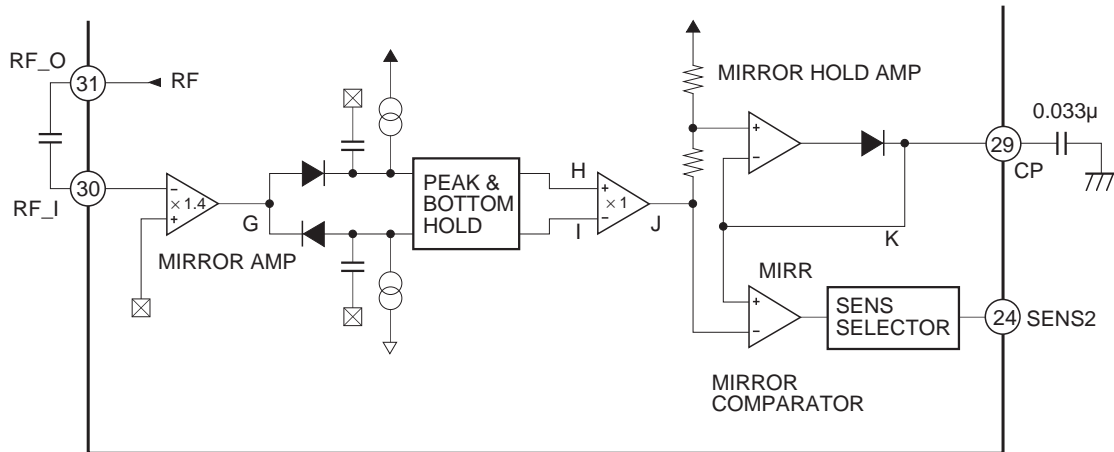 RF_O
31
RF
30
RF_I
−
× 1.4
+
MIRROR AMP
G
PEAK &
BOTTOM
HOLD
H
I
+
× 1
−
J
MIRROR HOLD AMP
+
−
K
29
CP
0.033µ
MIRR
+
−
MIRROR
COMPARATOR
SENS
SELECTOR
24
SENS2